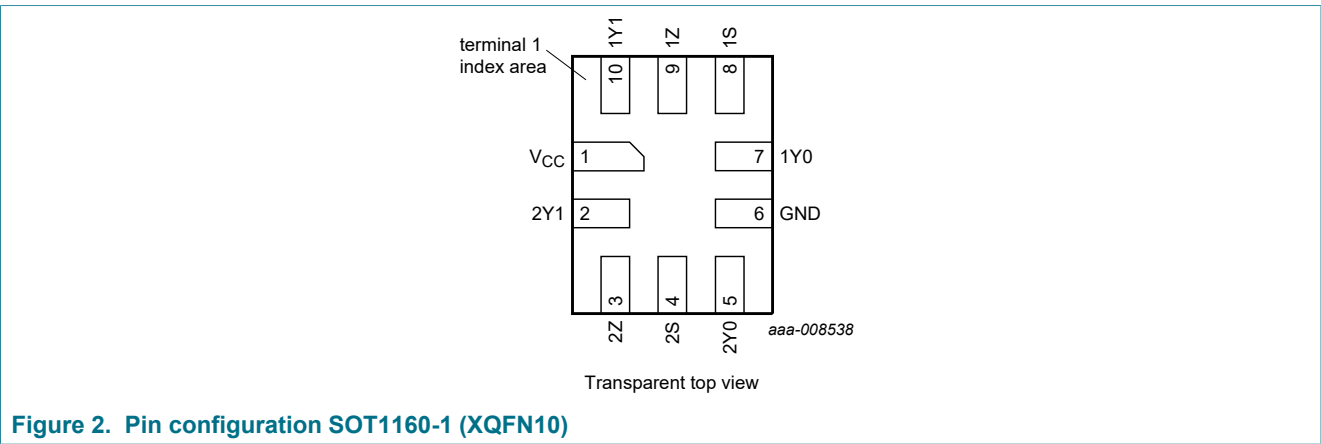 terminal 1
index area
1Y1
1Z
1S
10
9
8
VCC
1
7
1Y0
2Y1
2
6
GND
3
4
5
2Z
2S
2Y0
aaa-008538
Transparent top view
Figure 2. Pin configuration SOT1160-1 (XQFN10)